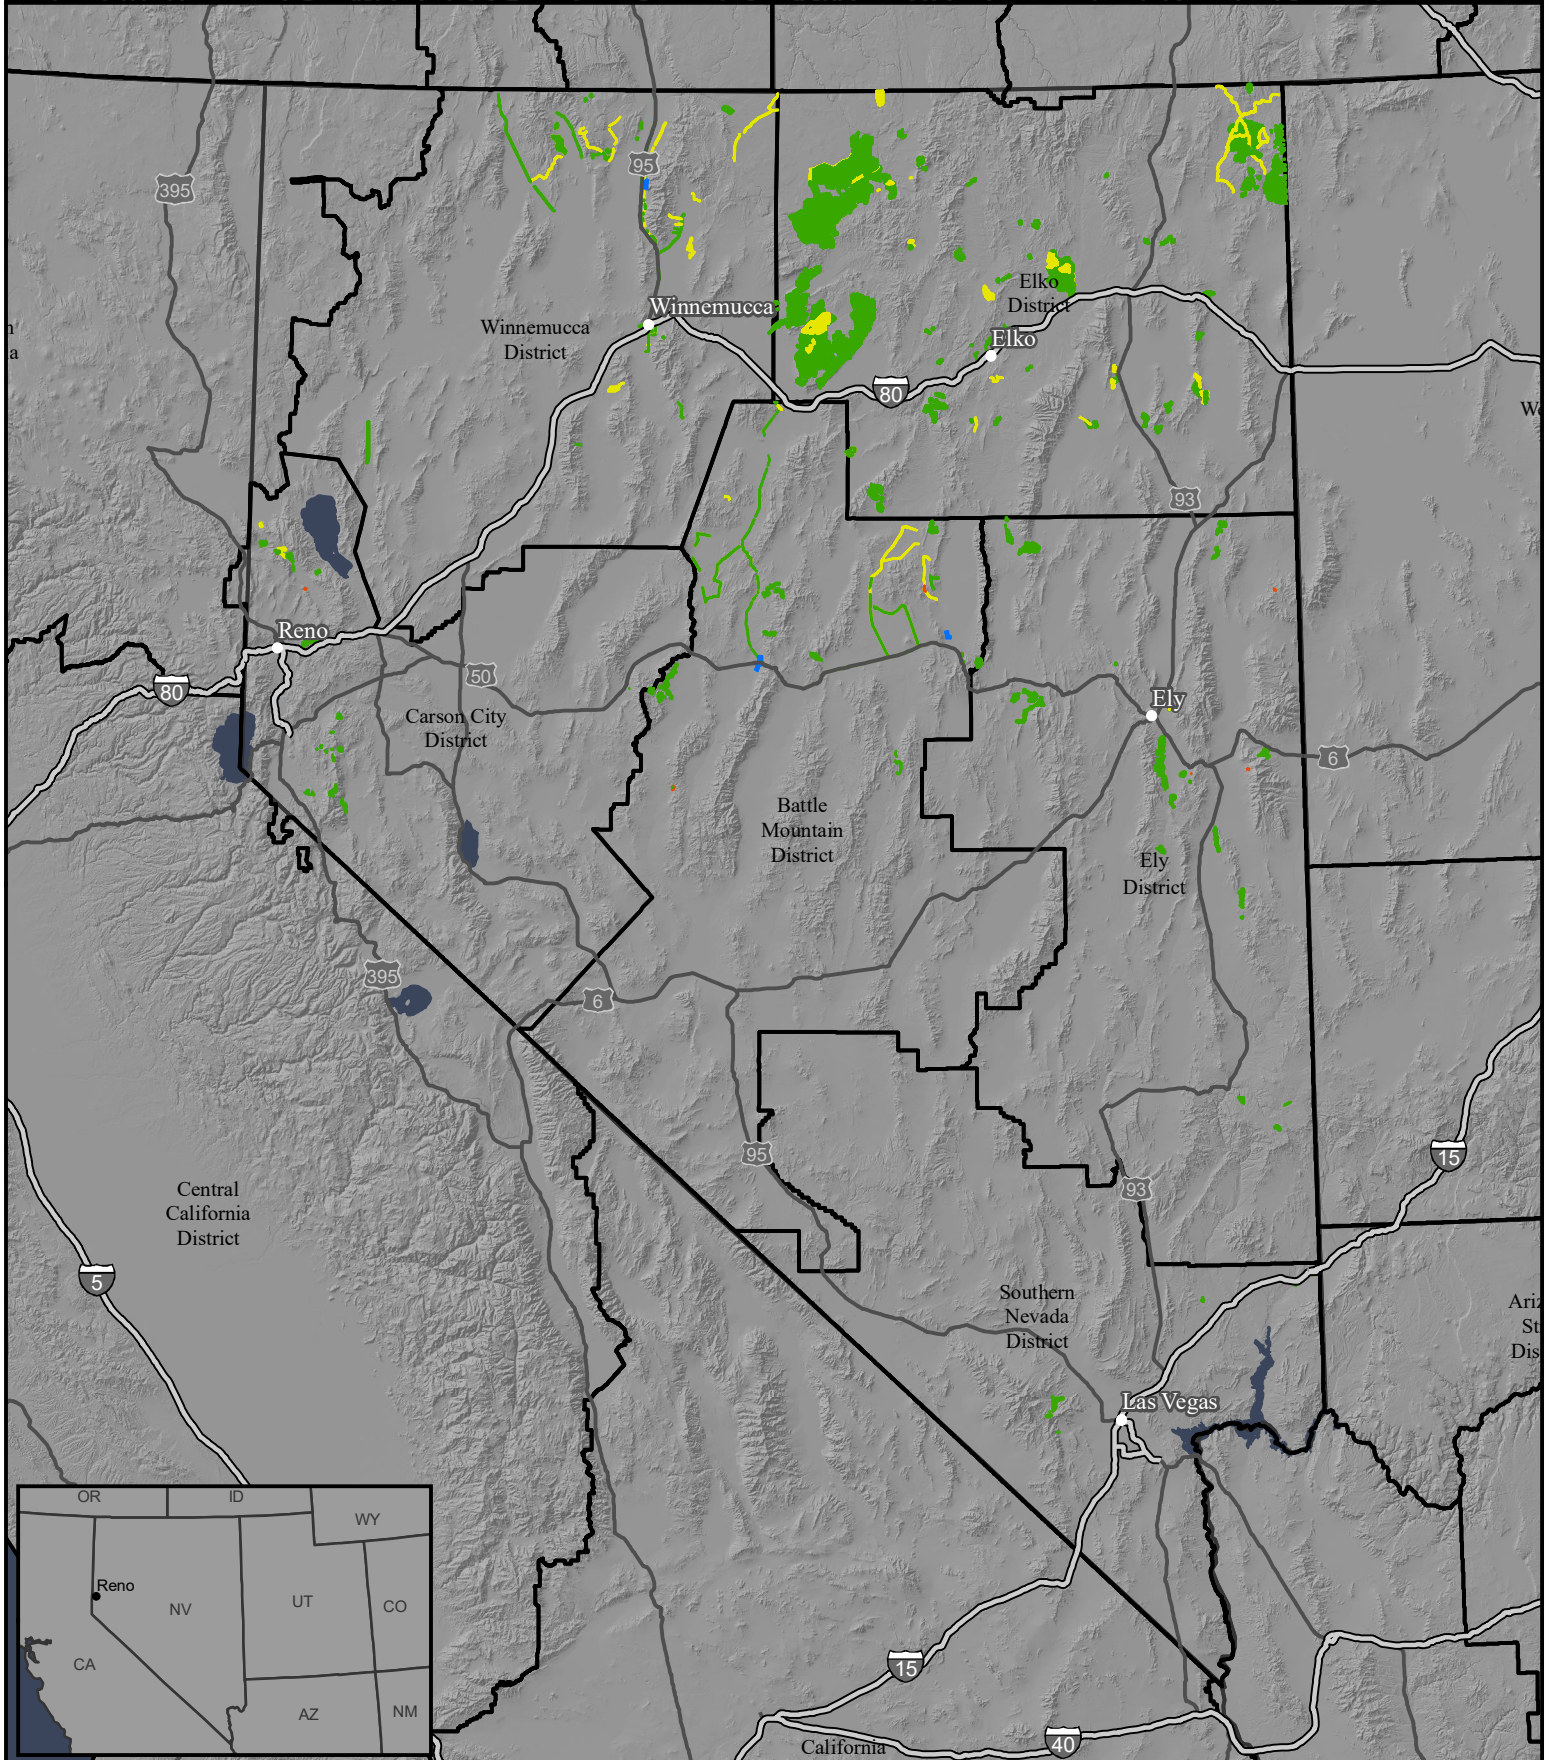 395
95
Winnemucca
Winnemucca
District
Elko
District
Elko
80
93
Reno
50
80
Carson City
District
Ely
6
Battle
Mountain
District
Ely
District
395
6
95
93
15
Central
California
District
5
Southern
Nevada
District
Las Vegas
15
40
California
OR
ID
WY
Reno
NV
UT
CO
CA
AZ
NM